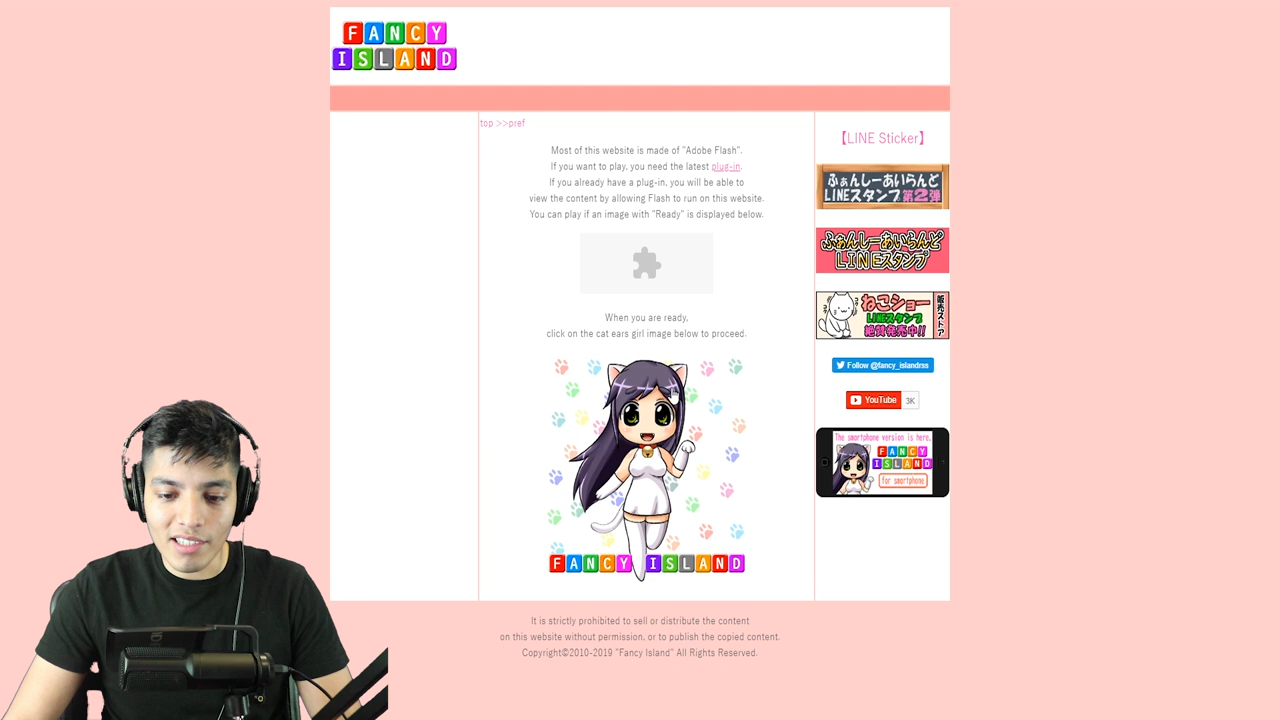 FANCY
ISLAND
top >>pref
Most of this website is made of "Adobe Flash".
If you want to play, you need the latest plug-in.
If you already have a plug-in, you will be able to
view the content by allowing Flash to run on this website.
You can play if an image with "Ready" is displayed below.
When you are ready,
click on the cat ears girl image below to proceed.
FANCY ISLAND
【LINE Sticker】
ふぁんしーあいらんど
LINEスタンプ第2弾
ふぁんしーあいらんど
LINEスタンプ
ねこショー
LINEスタンプ
絶賛発売中!!
販売ストア
Follow @fancy_islandrss
YouTube 3K
The smartphone version is here.
FANCY
ISLAND
for smartphone
It is strictly prohibited to sell or distribute the content
on this website without permission, or to publish the copied content.
Copyright©2010-2019 "Fancy Island" All Rights Reserved.